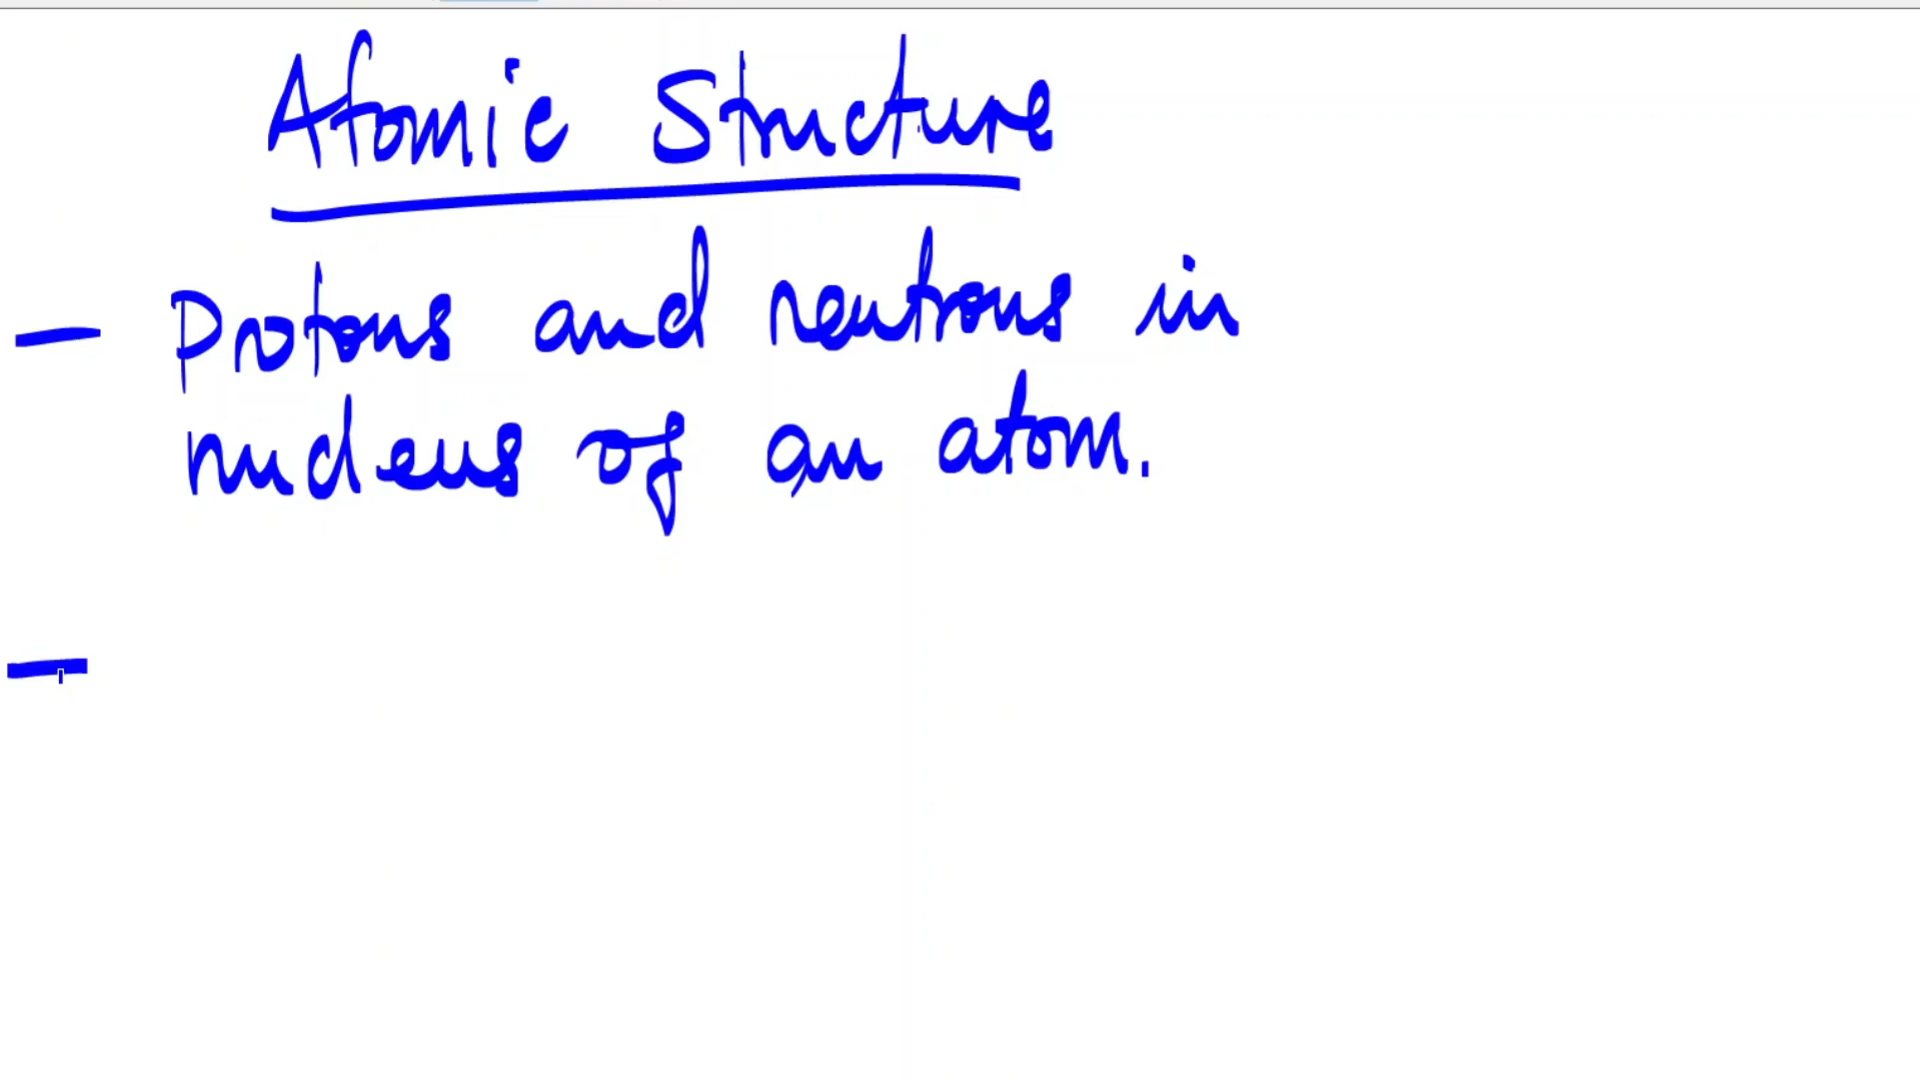 Atomic Structure
— Protons and neutrons in
nucleus of an atom.
—